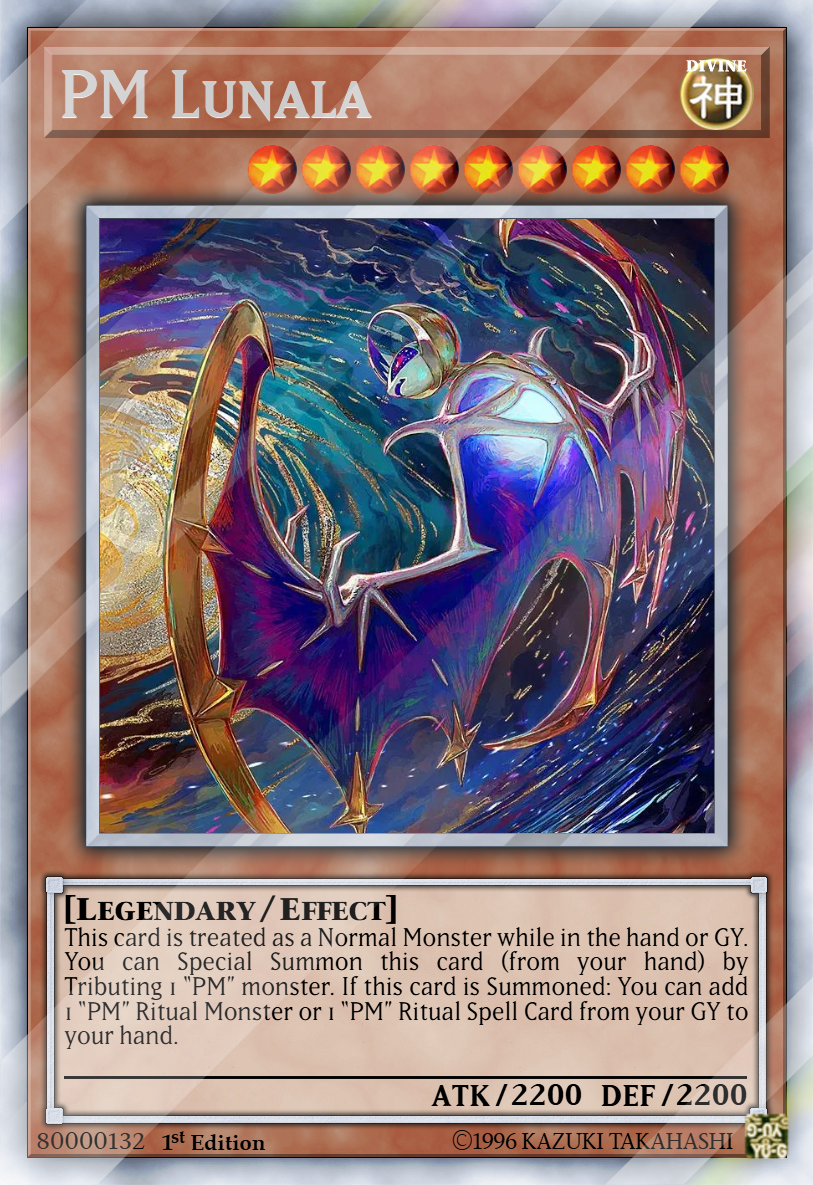 PM Lunala
DIVINE
神
[Legendary / Effect]
This card is treated as a Normal Monster while in the hand or GY.
You can Special Summon this card (from your hand) by
Tributing 1 "PM" monster. If this card is Summoned: You can add
1 "PM" Ritual Monster or 1 "PM" Ritual Spell Card from your GY to
your hand.
ATK / 2200 DEF / 2200
80000132 1st Edition ©1996 KAZUKI TAKAHASHI